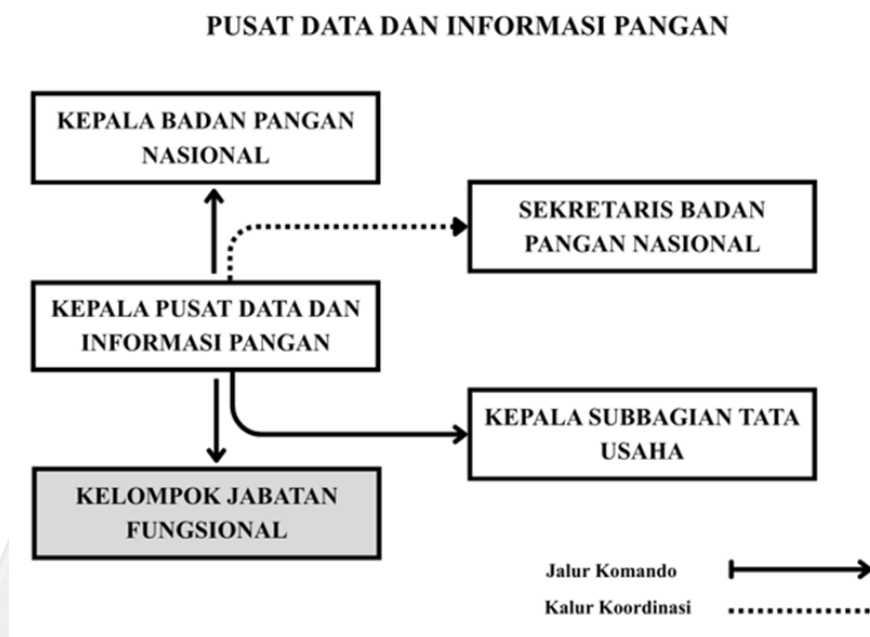 PUSAT DATA DAN INFORMASI PANGAN
KEPALA BADAN PANGAN
NASIONAL
SEKRETARIS BADAN
PANGAN NASIONAL
KEPALA PUSAT DATA DAN
INFORMASI PANGAN
KEPALA SUBBAGIAN TATA
USAHA
KELOMPOK JABATAN
FUNGSIONAL
Jalur Komando
Kalur Koordinasi